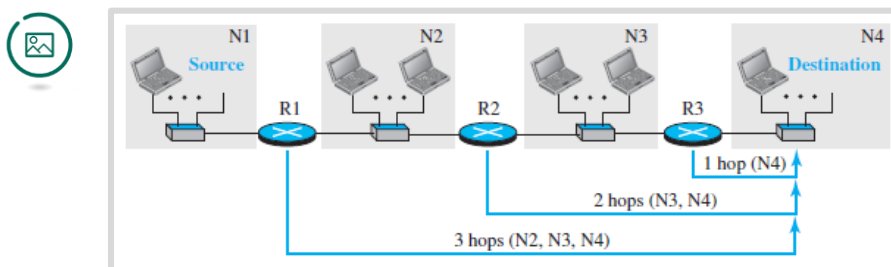 N1 N2 N3 N4
Source Destination
R1 R2 R3
1 hop (N4)
2 hops (N3, N4)
3 hops (N2, N3, N4)